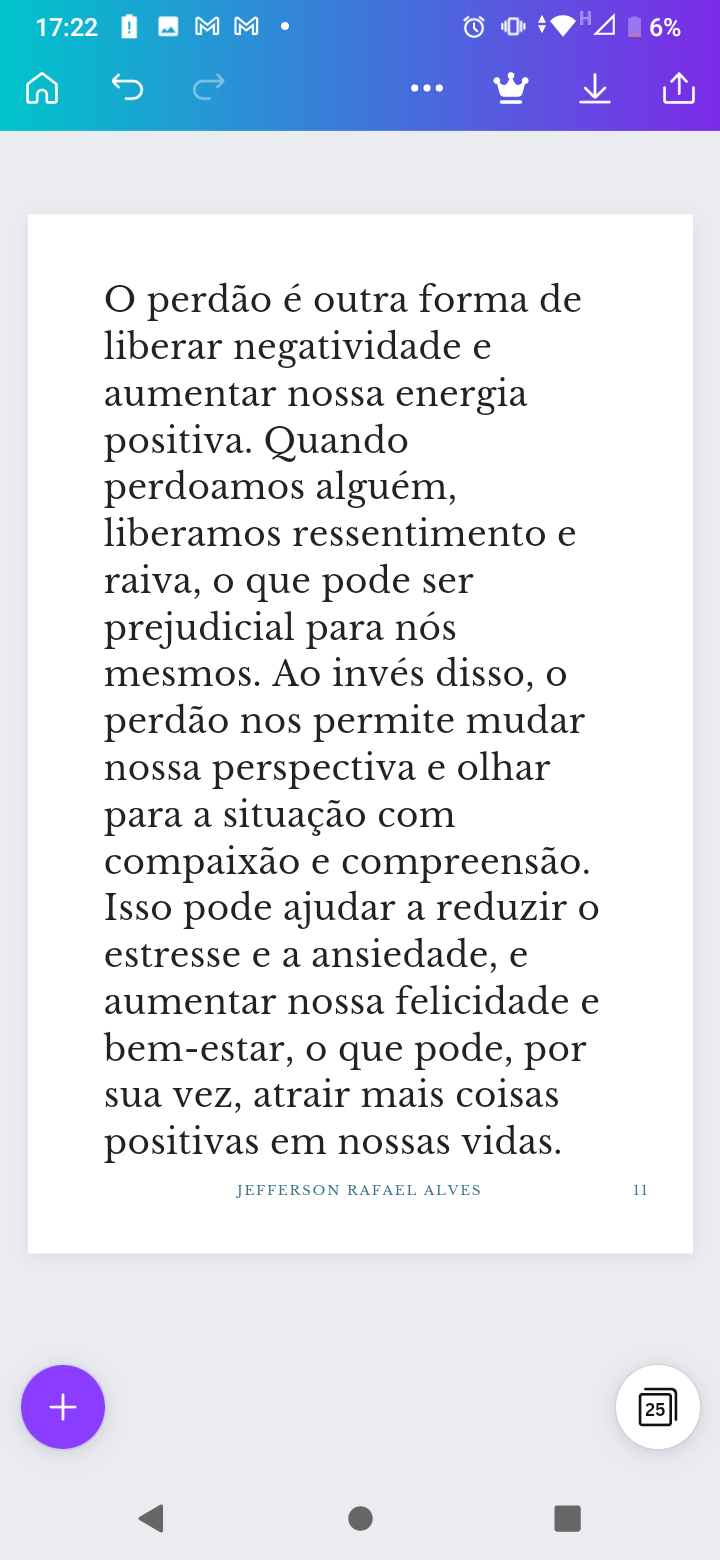 17:22
H
6%
O perdão é outra forma de
liberar negatividade e
aumentar nossa energia
positiva. Quando
perdoamos alguém,
liberamos ressentimento e
raiva, o que pode ser
prejudicial para nós
mesmos. Ao invés disso, o
perdão nos permite mudar
nossa perspectiva e olhar
para a situação com
compaixão e compreensão.
Isso pode ajudar a reduzir o
estresse e a ansiedade, e
aumentar nossa felicidade e
bem-estar, o que pode, por
sua vez, atrair mais coisas
positivas em nossas vidas.
JEFFERSON RAFAEL ALVES
11
25